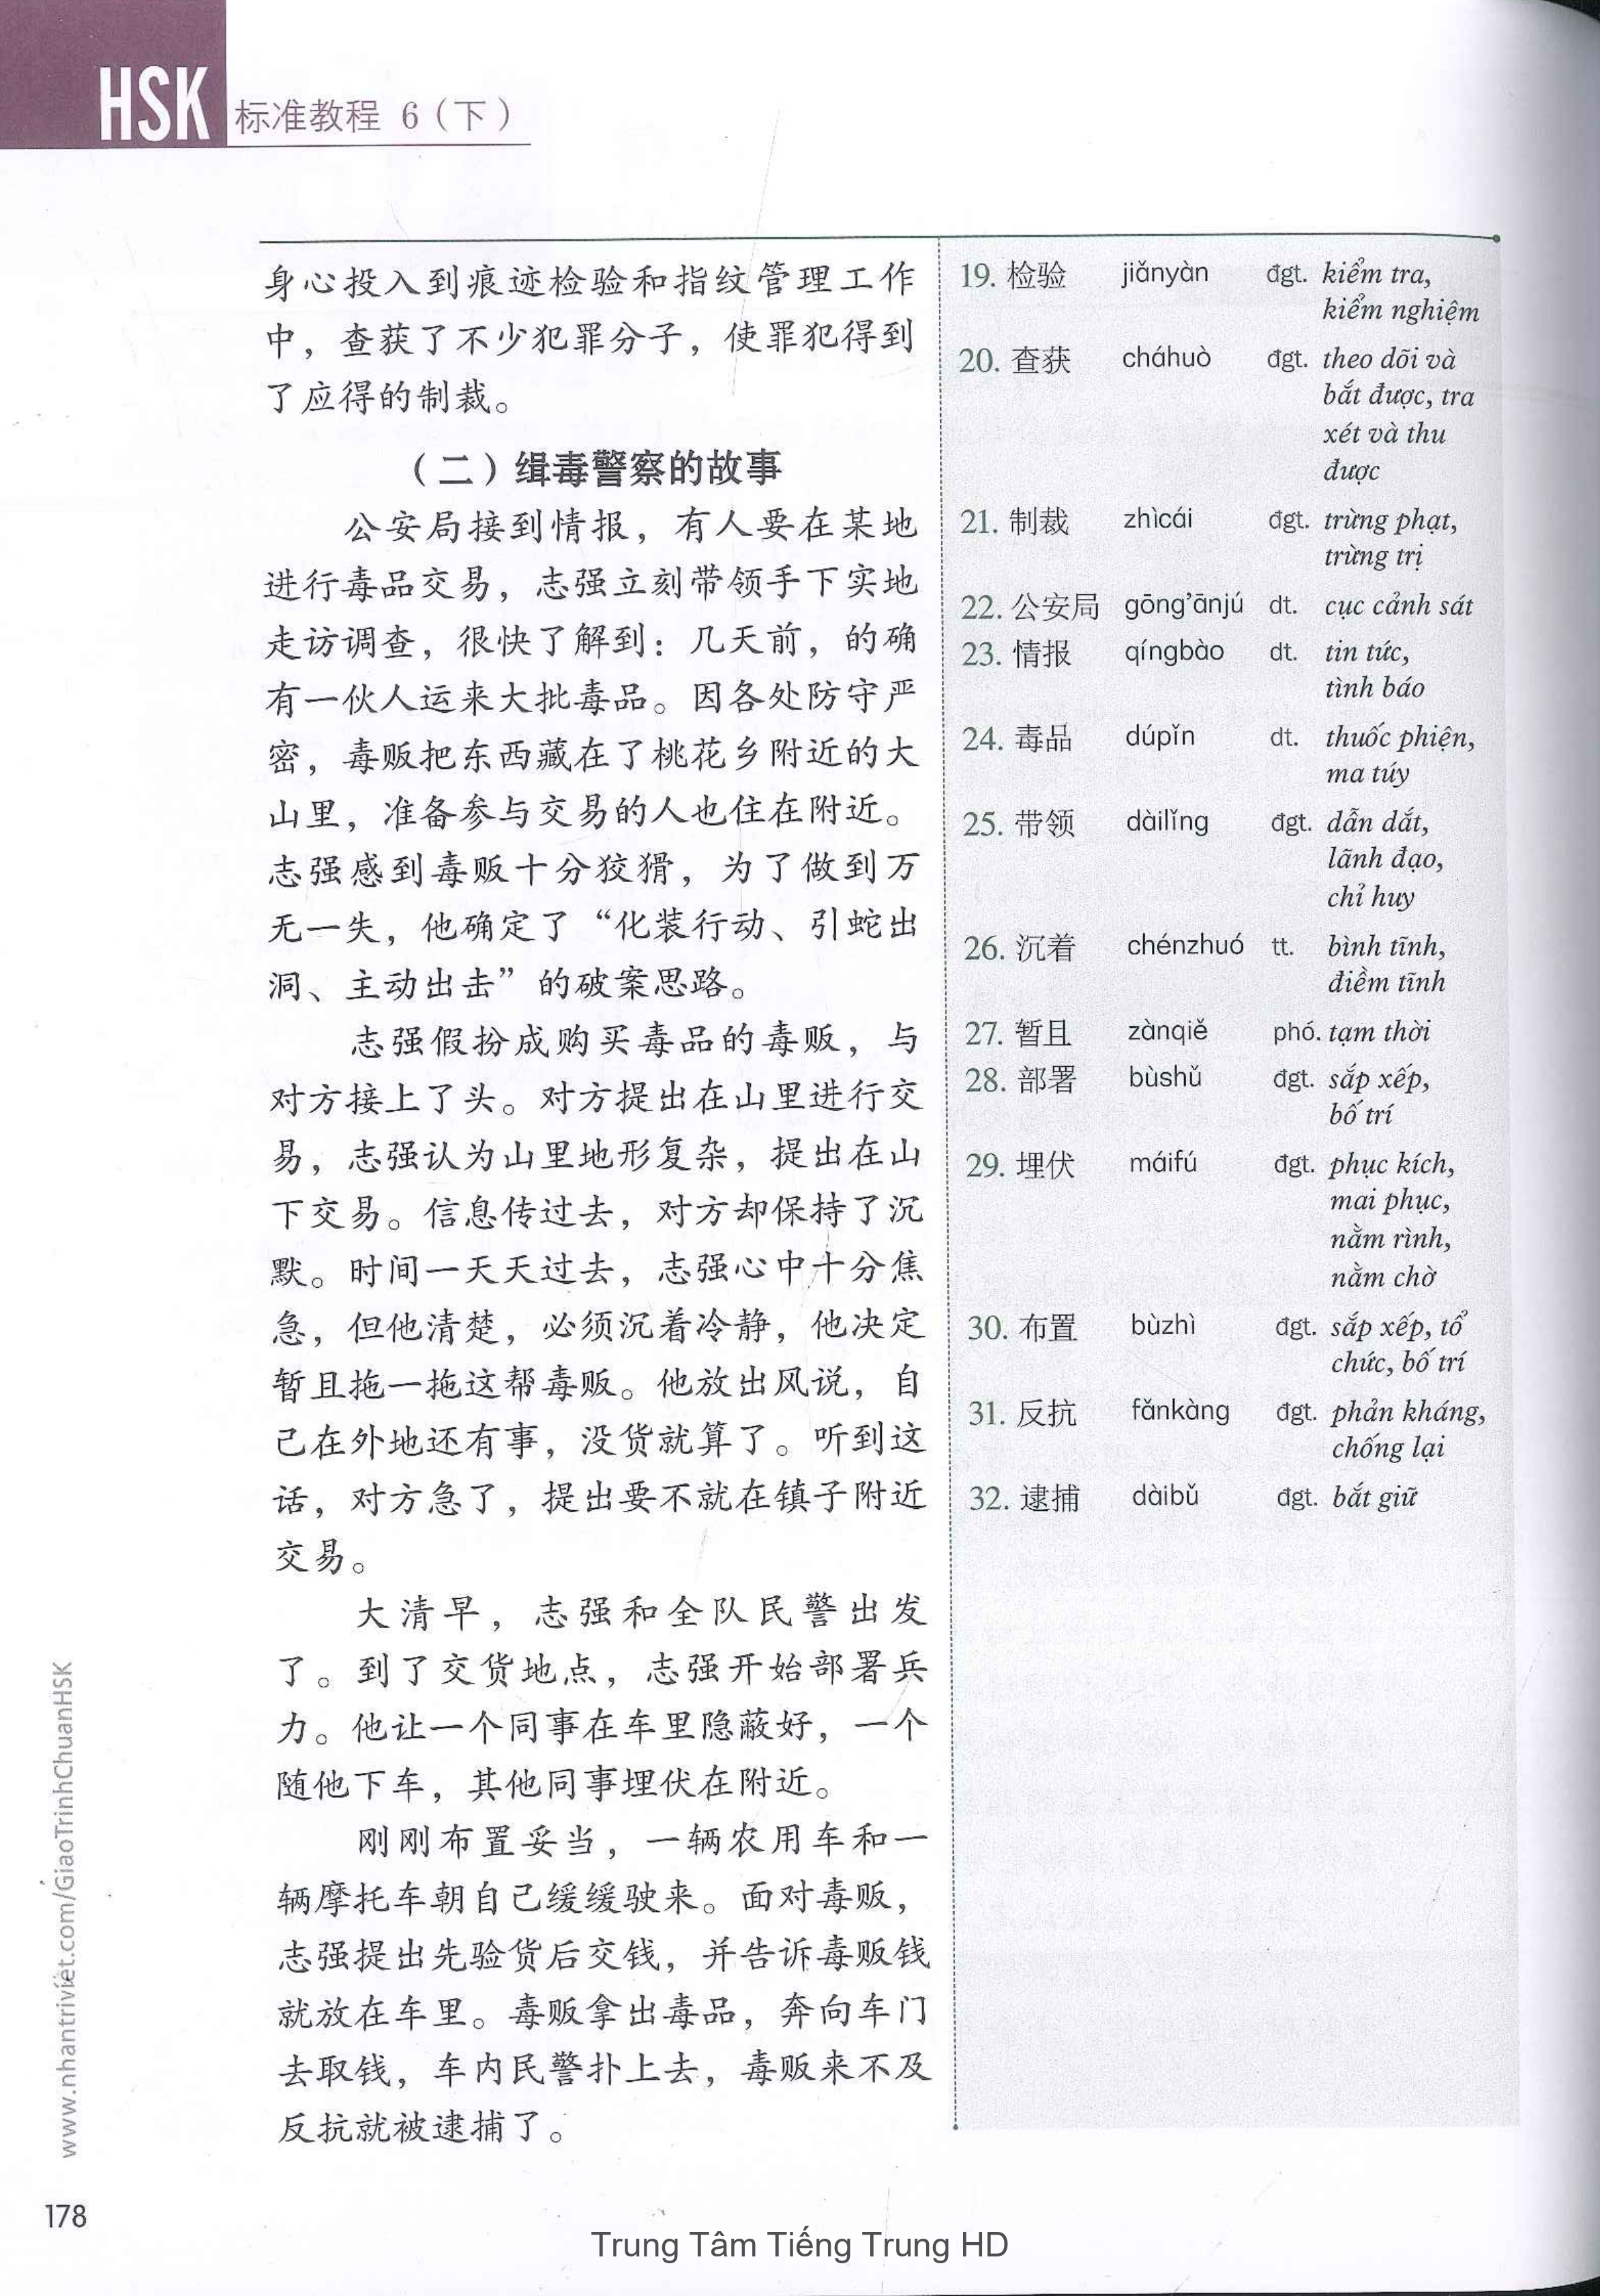 HSK 标准教程 6（下）
身心投入到痕迹检验和指纹管理工作
中，查获了不少犯罪分子，使罪犯得到
了应得的制裁。
（二）缉毒警察的故事
公安局接到情报，有人要在某地
进行毒品交易，志强立刻带领手下实地
走访调查，很快了解到：几天前，的确
有一伙人运来大批毒品。因各处防守严
密，毒贩把东西藏在了桃花乡附近的大
山里，准备参与交易的人也住在附近。
志强感到毒贩十分狡猾，为了做到万
无一失，他确定了“化装行动、引蛇出
洞、主动出击”的破案思路。
志强假扮成购买毒品的毒贩，与
对方接上了头。对方提出在山里进行交
易，志强认为山里地形复杂，提出在山
下交易。信息传过去，对方却保持了沉
默。时间一天天过去，志强心中十分焦
急，但他清楚，必须沉着冷静，他决定
暂且拖一拖这帮毒贩。他放出风说，自
己在外地还有事，没货就算了。听到这
话，对方急了，提出要不就在镇子附近
交易。
大清早，志强和全队民警出发
了。到了交货地点，志强开始部署兵
力。他让一个同事在车里隐蔽好，一个
随他下车，其他同事埋伏在附近。
刚刚布置妥当，一辆农用车和一
辆摩托车朝自己缓缓驶来。面对毒贩，
志强提出先验货后交钱，并告诉毒贩钱
就放在车里。毒贩拿出毒品，奔向车门
去取钱，车内民警扑上去，毒贩来不及
反抗就被逮捕了。
19. 检验 jiǎnyàn đgt. kiểm tra,
kiểm nghiệm
20. 查获 cháhuò đgt. theo dõi và
bắt được, tra
xét và thu
được
21. 制裁 zhìcái đgt. trừng phạt,
trừng trị
22. 公安局 gōng’ānjú dt. cục cảnh sát
23. 情报 qíngbào dt. tin tức,
tình báo
24. 毒品 dúpǐn dt. thuốc phiện,
ma túy
25. 带领 dàilǐng đgt. dẫn dắt,
lãnh đạo,
chỉ huy
26. 沉着 chénzhuó tt. bình tĩnh,
điềm tĩnh
27. 暂且 zànqiě phó. tạm thời
28. 部署 bùshǔ đgt. sắp xếp,
bố trí
29. 埋伏 máifú đgt. phục kích,
mai phục,
nằm rình,
nằm chờ
30. 布置 bùzhì đgt. sắp xếp, tổ
chức, bố trí
31. 反抗 fǎnkàng đgt. phản kháng,
chống lại
32. 逮捕 dàibǔ đgt. bắt giữ
www.nhantriviet.com/GiaoTrinhChuanHSK
178
Trung Tâm Tiếng Trung HD